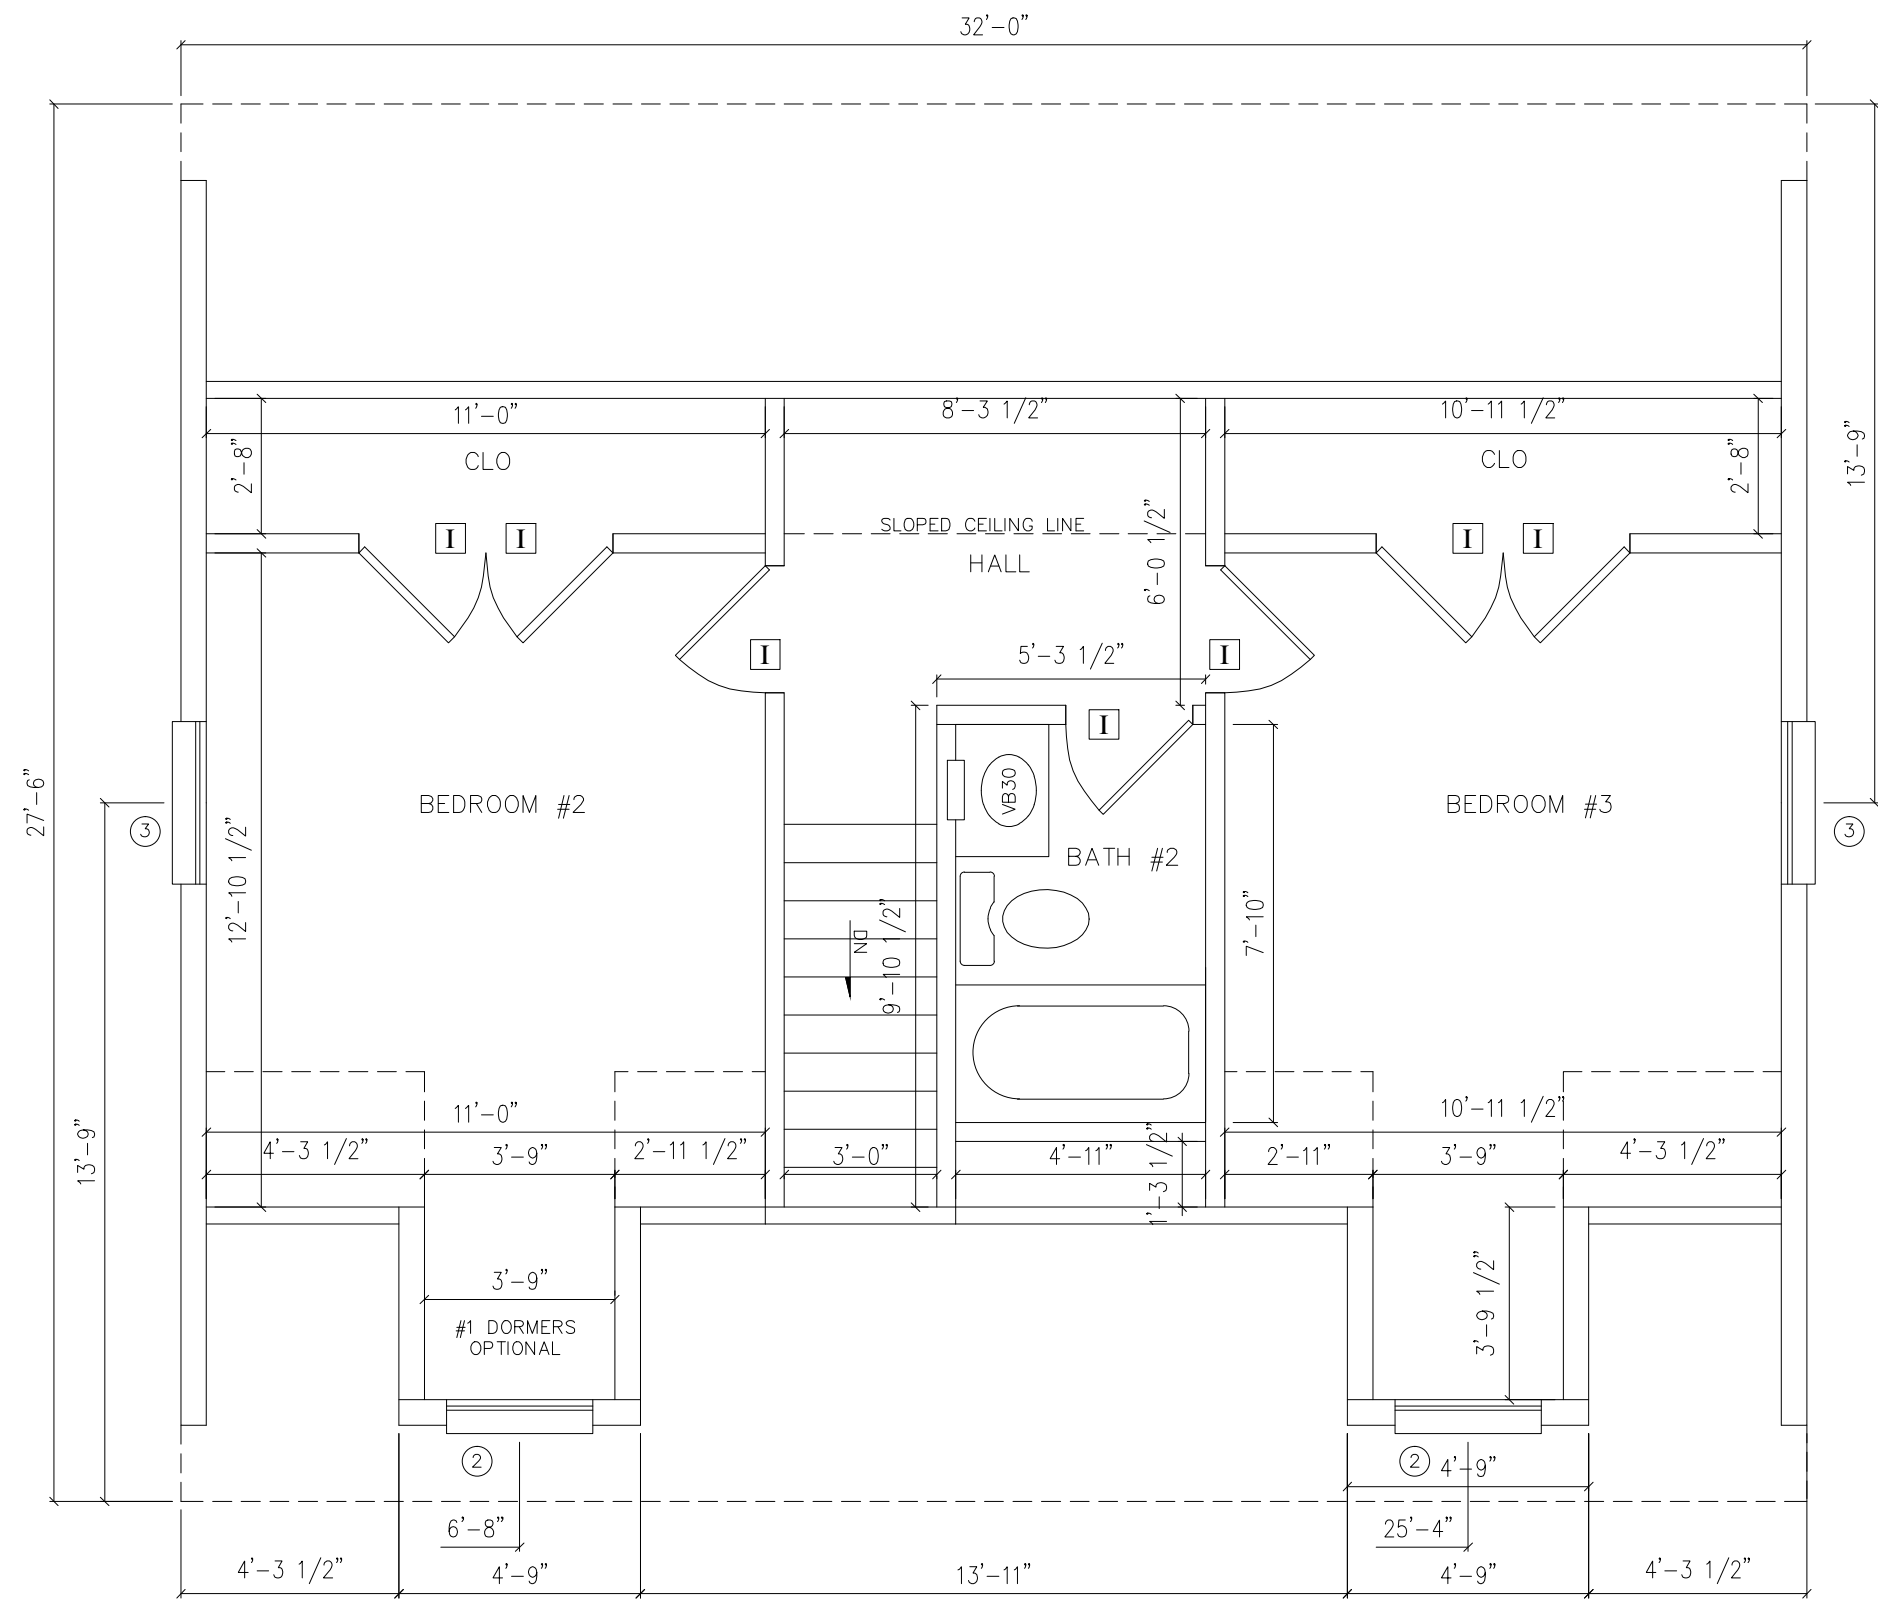 32'-0"
11'-0"
8'-3 1/2"
10'-11 1/2"
13'-9"
2'-8"
CLO
CLO
2'-8"
SLOPED CEILING LINE
I
I
I
I
HALL
6'-0 1/2"
I
5'-3 1/2"
I
I
27'-6"
BEDROOM #2
VB30
BEDROOM #3
3
3
12'-10 1/2"
BATH #2
DN
9'-10 1/2"
7'-10"
13'-9"
11'-0"
10'-11 1/2"
4'-3 1/2"
3'-9"
2'-11 1/2"
3'-0"
4'-11"
1'-3 1/2"
2'-11"
3'-9"
4'-3 1/2"
3'-9"
3'-9 1/2"
#1 DORMERS
OPTIONAL
2
2
4'-9"
6'-8"
25'-4"
4'-3 1/2"
4'-9"
13'-11"
4'-9"
4'-3 1/2"